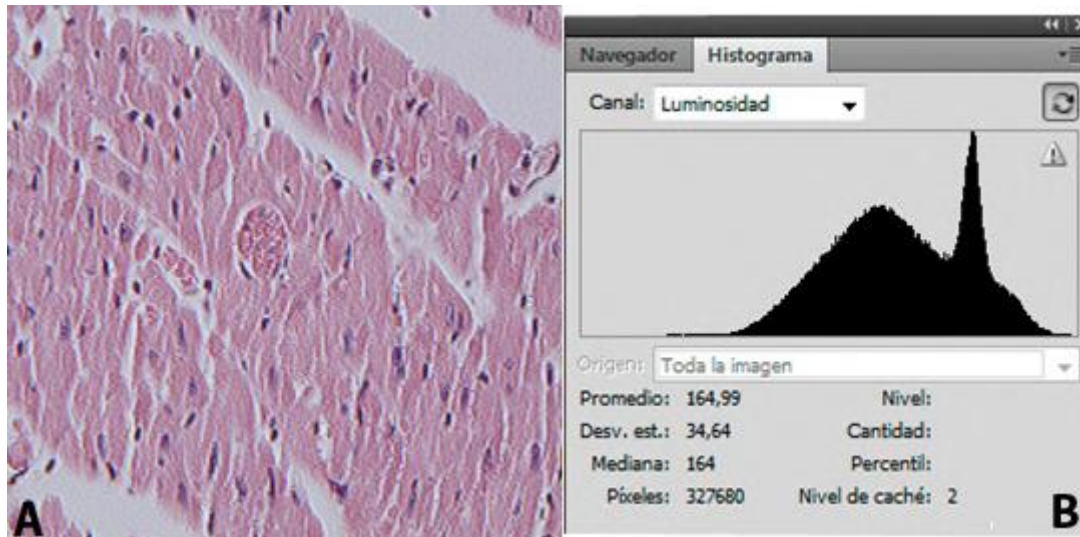 Navegador Histograma
Canal: Luminosidad
Origen: Toda la imagen
Promedio: 164,99 Nivel:
Desv. est.: 34,64 Cantidad:
Mediana: 164 Percentil:
Píxeles: 327680 Nivel de caché: 2
A B